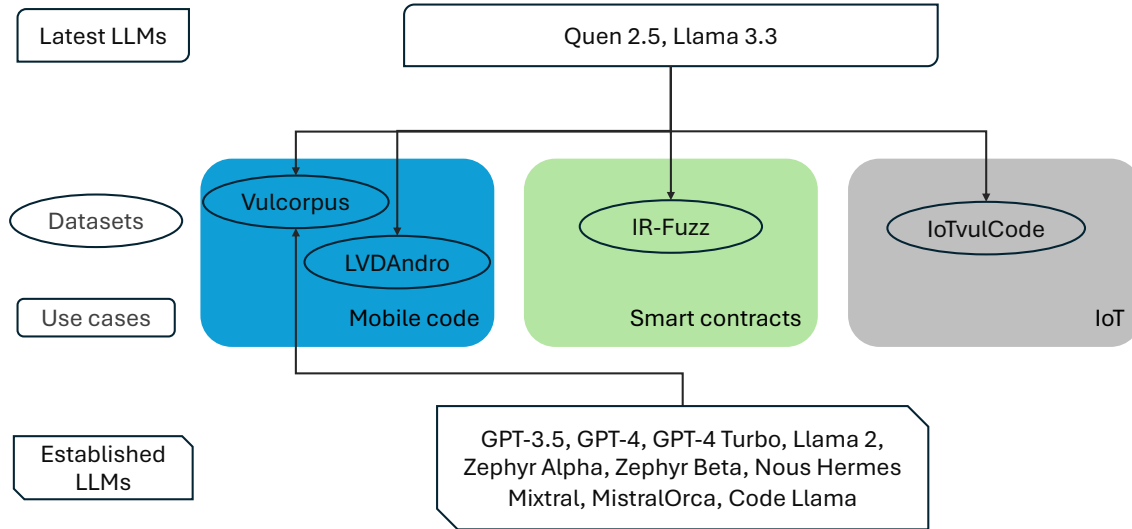 Latest LLMs
Quen 2.5, Llama 3.3
Datasets
Vulcorpus
LVDAndro
IR-Fuzz
IoTvulCode
Use cases
Mobile code
Smart contracts
IoT
Established
LLMs
GPT-3.5, GPT-4, GPT-4 Turbo, Llama 2,
Zephyr Alpha, Zephyr Beta, Nous Hermes
Mixtral, MistralOrca, Code Llama